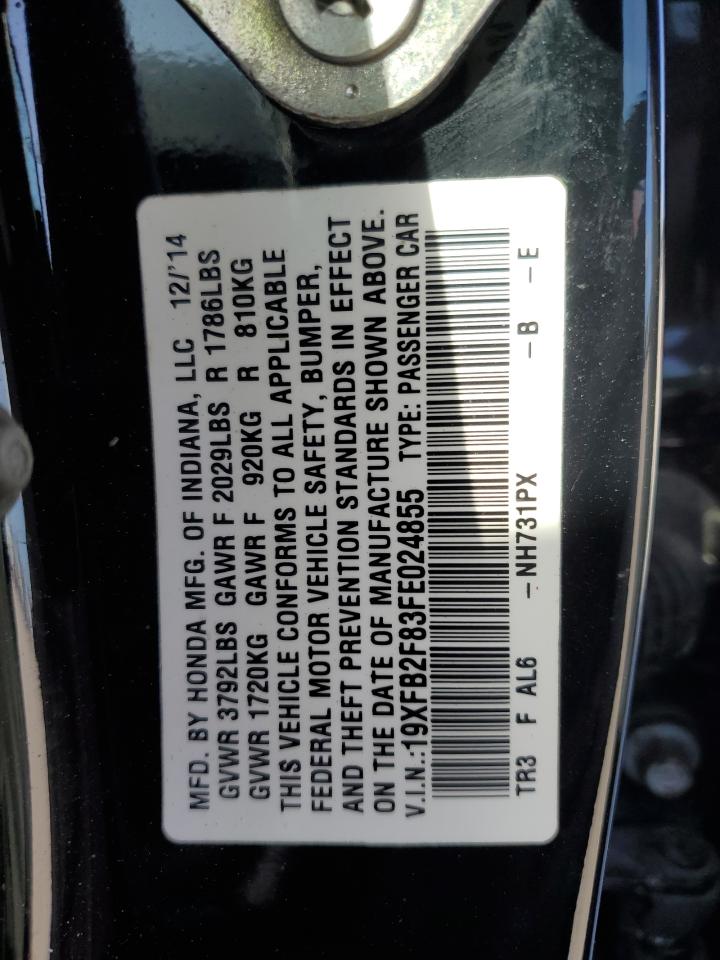 MFD. BY HONDA MFG. OF INDIANA, LLC 12/'14
GVWR 3792LBS GAWR F 2029LBS R 1786LBS
GVWR 1720KG GAWR F 920KG R 810KG
THIS VEHICLE CONFORMS TO ALL APPLICABLE
FEDERAL MOTOR VEHICLE SAFETY, BUMPER,
AND THEFT PREVENTION STANDARDS IN EFFECT
ON THE DATE OF MANUFACTURE SHOWN ABOVE.
V.I.N.:19XFB2F83FE024855 TYPE: PASSENGER CAR
TR3 F AL6 -NH731PX -B -E